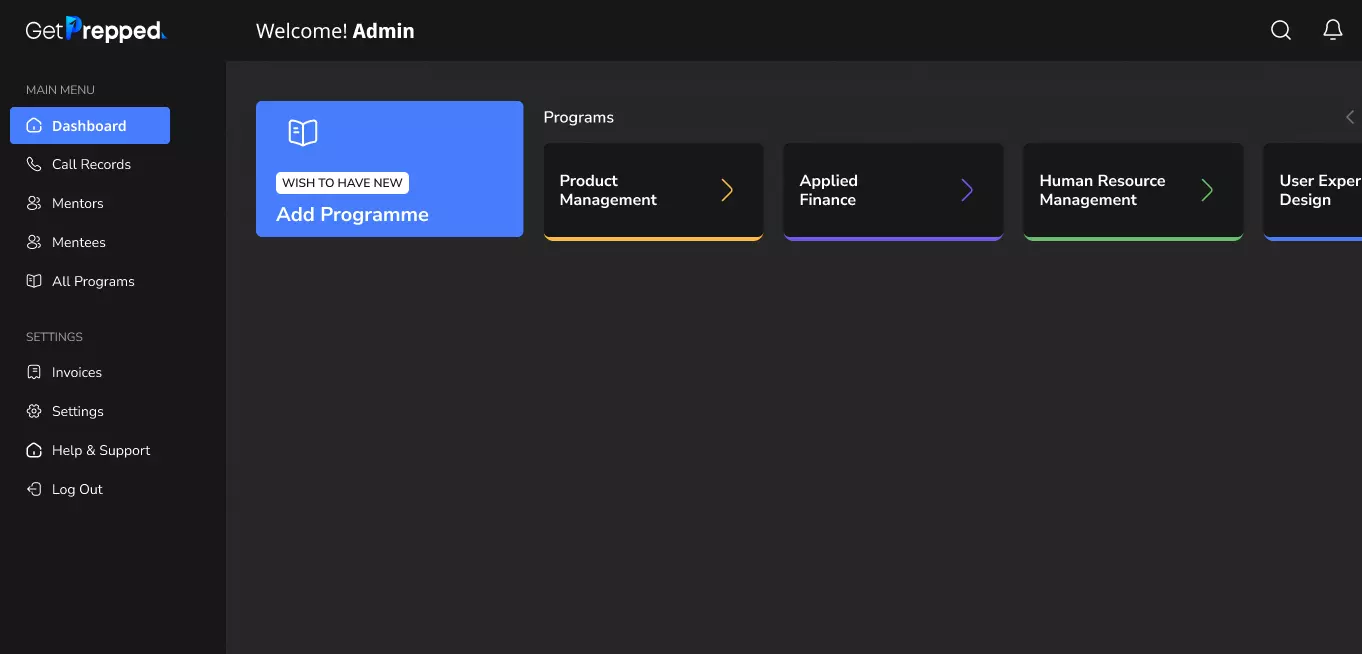 GetPrepped.
Welcome! Admin
MAIN MENU
Dashboard
Call Records
Mentors
Mentees
All Programs
SETTINGS
Invoices
Settings
Help & Support
Log Out
WISH TO HAVE NEW
Add Programme
Programs
Product
Management
Applied
Finance
Human Resource
Management
User Exper
Design